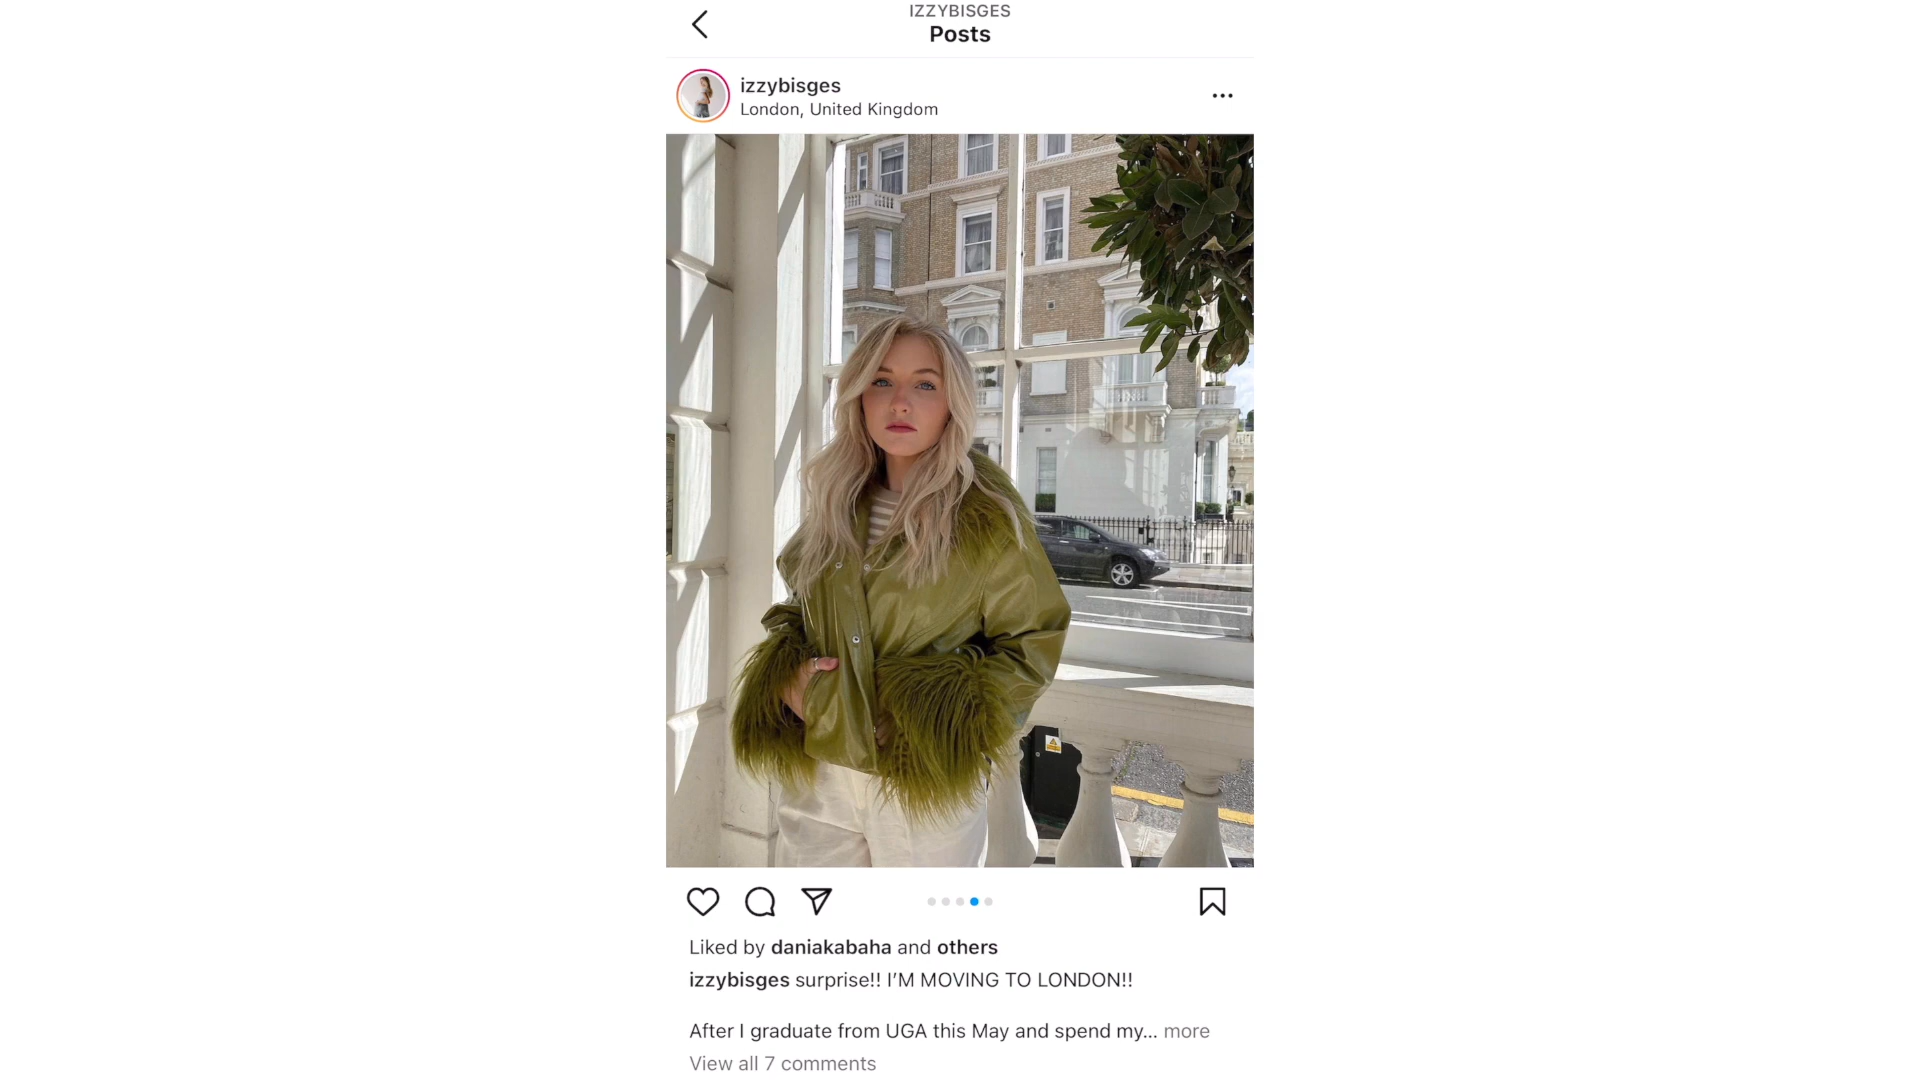 IZZYBISGES
Posts
izzybisges
London, United Kingdom
Liked by daniakabaha and others
izzybisges surprise!! I’M MOVING TO LONDON!!
After I graduate from UGA this May and spend my... more
View all 7 comments